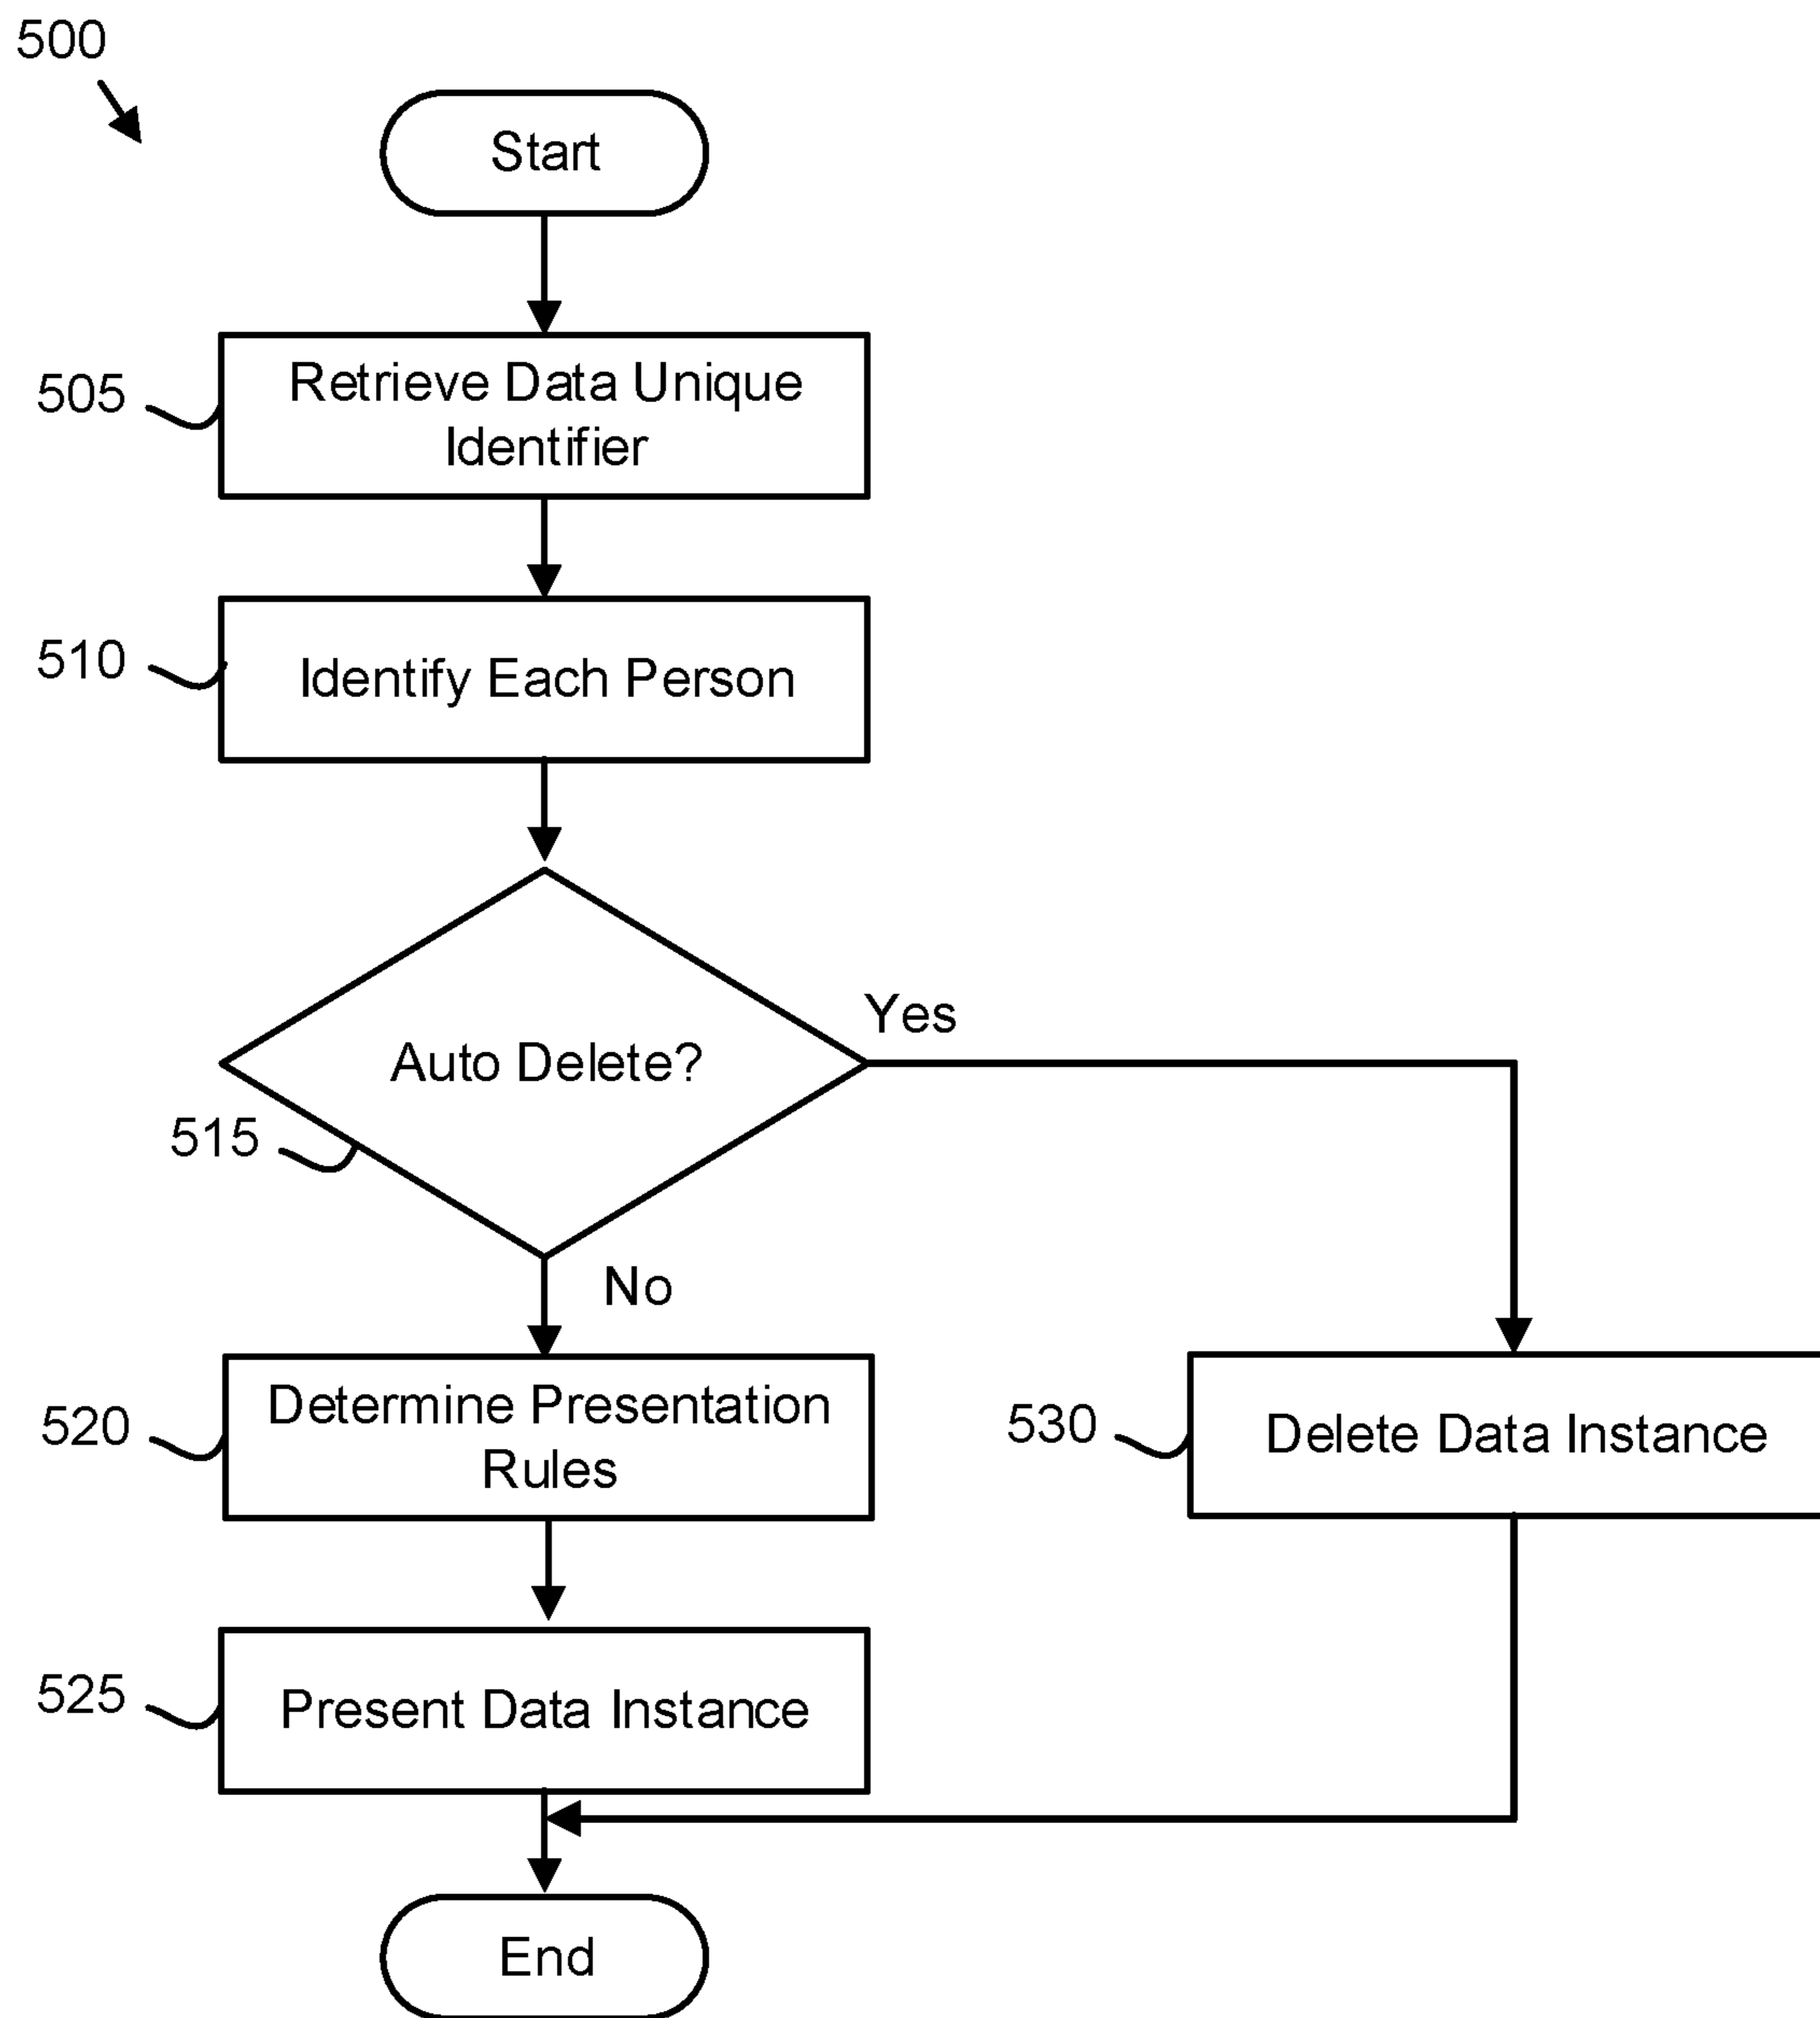 500
Start
505
Retrieve Data Unique
Identifier
510
Identify Each Person
Yes
Auto Delete?
515
No
520
Determine Presentation
Rules
530
Delete Data Instance
525
Present Data Instance
End